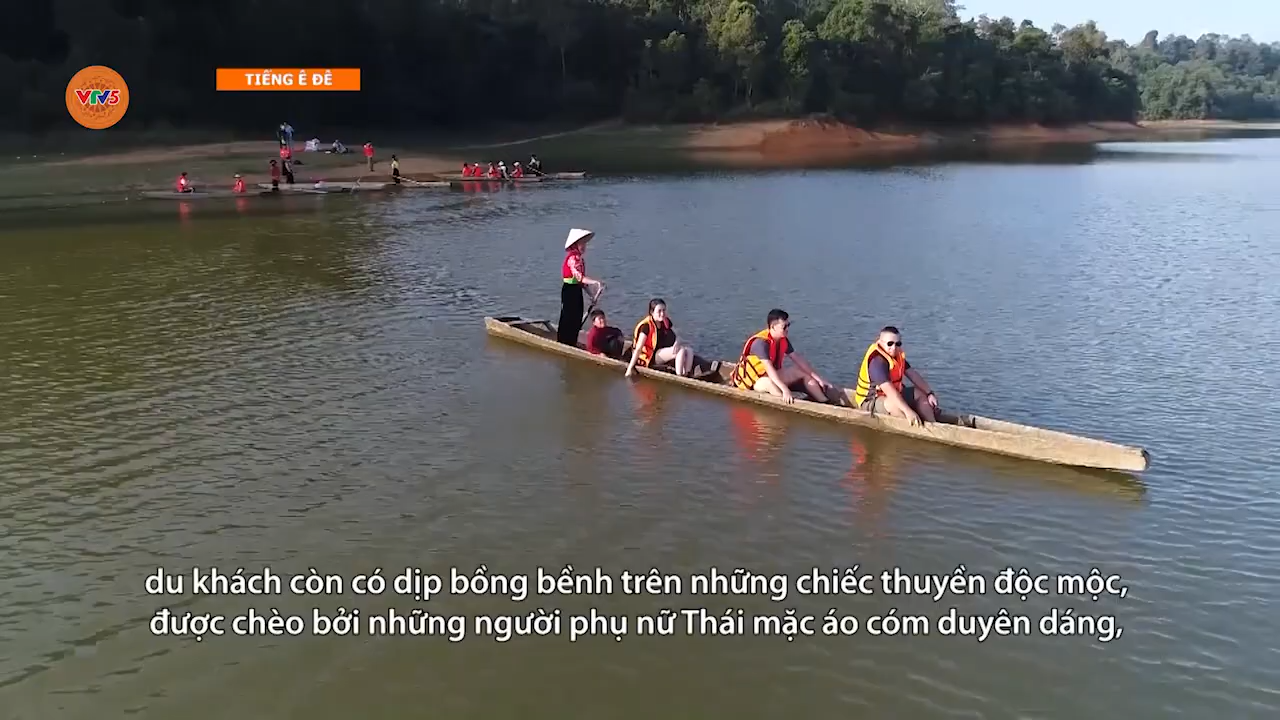 VTV5
TIẾNG Ê ĐÊ
du khách còn có dịp bồng bềnh trên những chiếc thuyền độc mộc,
được chèo bởi những người phụ nữ Thái mặc áo cóm duyên dáng,